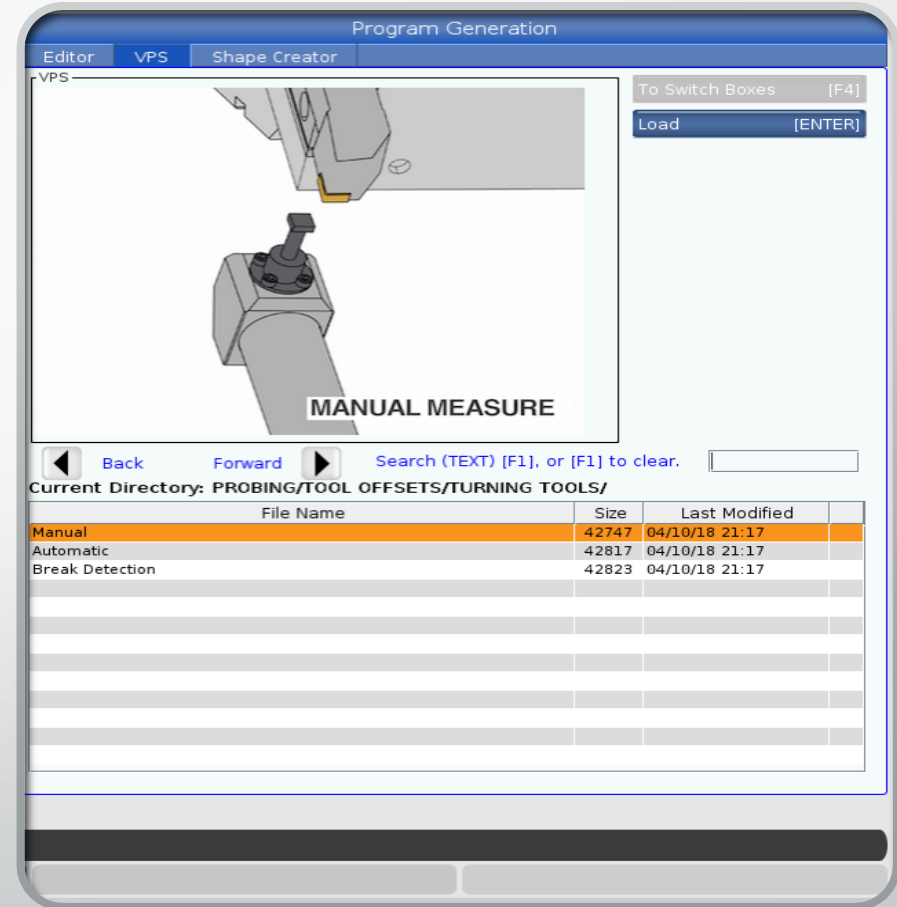 Program Generation
Editor VPS Shape Creator
VPS
To Switch Boxes [F4]
Load [ENTER]
MANUAL MEASURE
Back Forward Search (TEXT) [F1], or [F1] to clear.
Current Directory: PROBING/TOOL OFFSETS/TURNING TOOLS/
File Name Size Last Modified
Manual 42747 04/10/18 21:17
Automatic 42817 04/10/18 21:17
Break Detection 42823 04/10/18 21:17